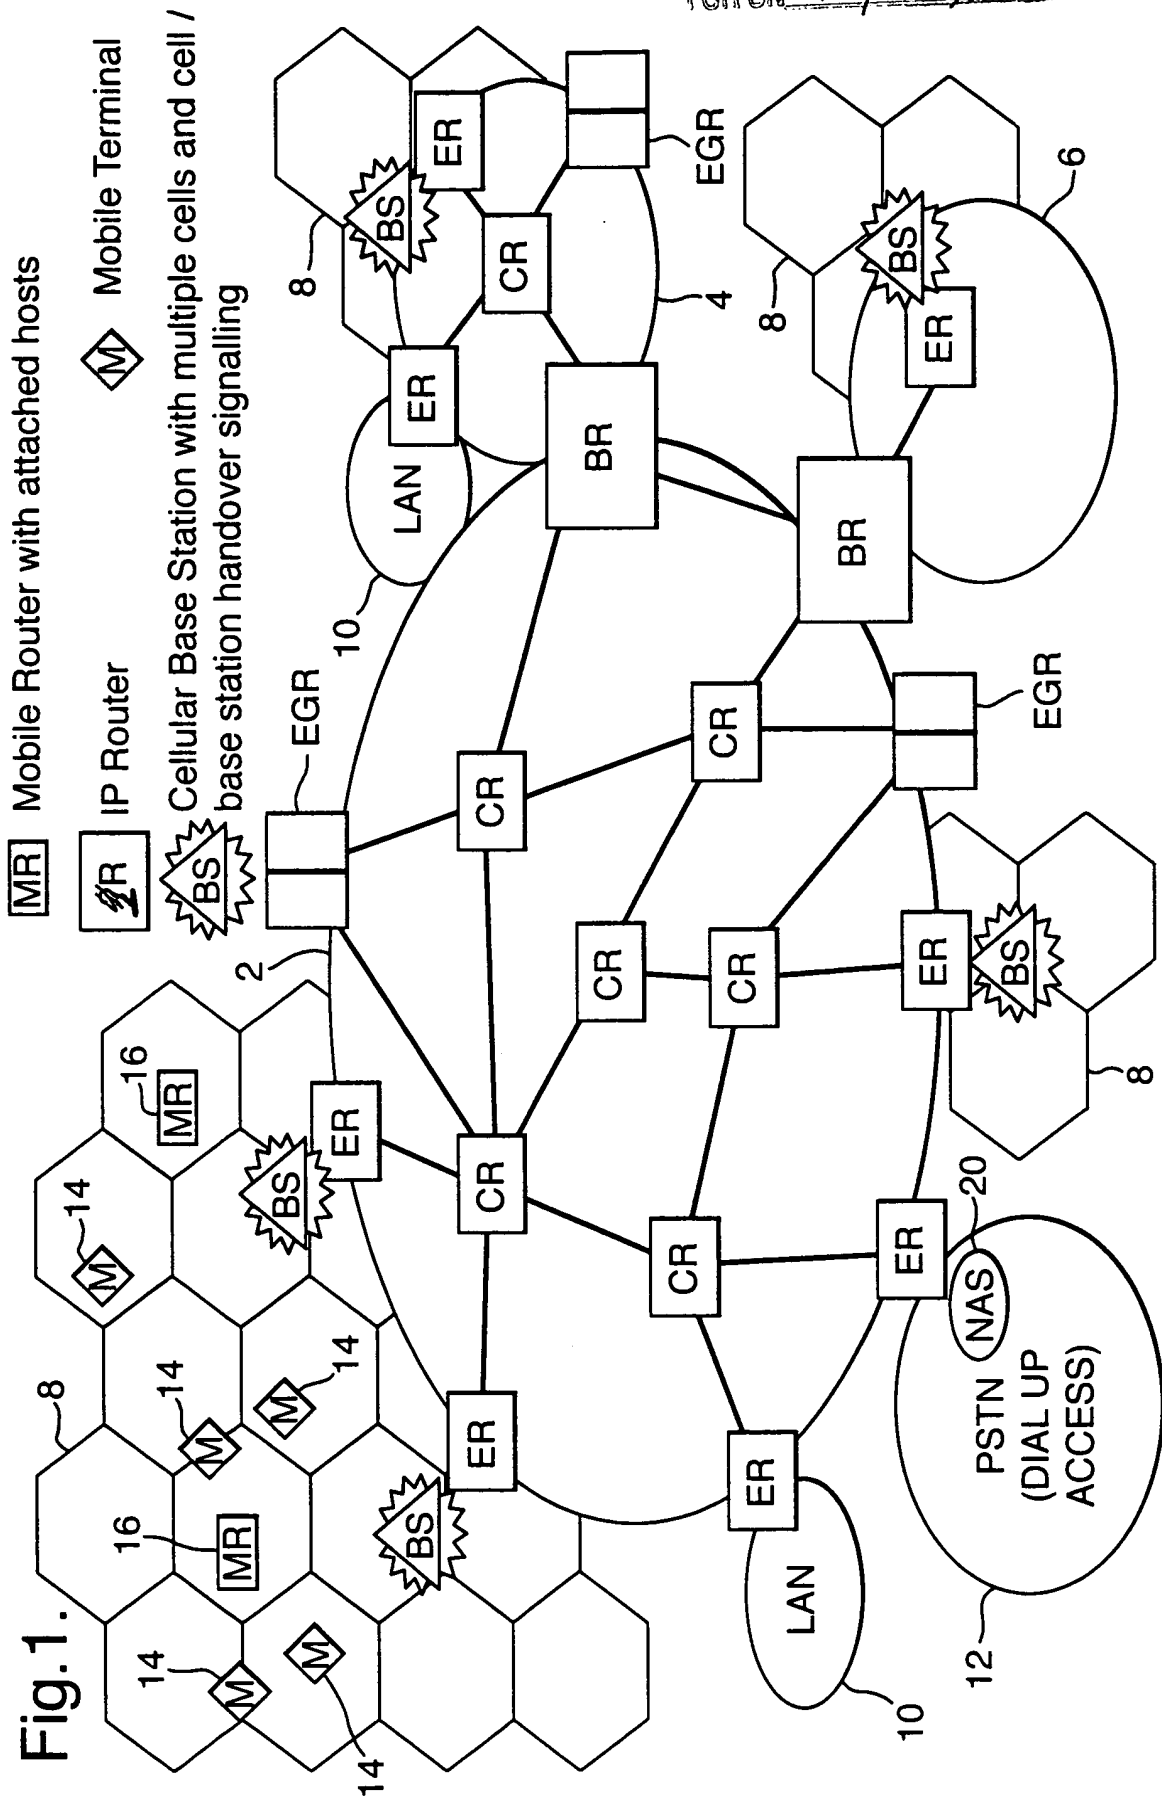 Fig.1.
MR Mobile Router with attached hosts
R IP Router
M Mobile Terminal
BS Cellular Base Station with multiple cells and cell /
base station handover signalling
14
14
16
MR
8
14
M
M
M
14
M
14
M
16
MR
BS
BS
ER
ER
2
EGR
10
LAN
ER
8
BS
ER
CR
EGR
4
BR
CR
CR
CR
CR
CR
CR
BR
8
BS
ER
6
EGR
ER
BS
8
ER
LAN
10
ER
NAS
20
PSTN
(DIAL UP
ACCESS)
12